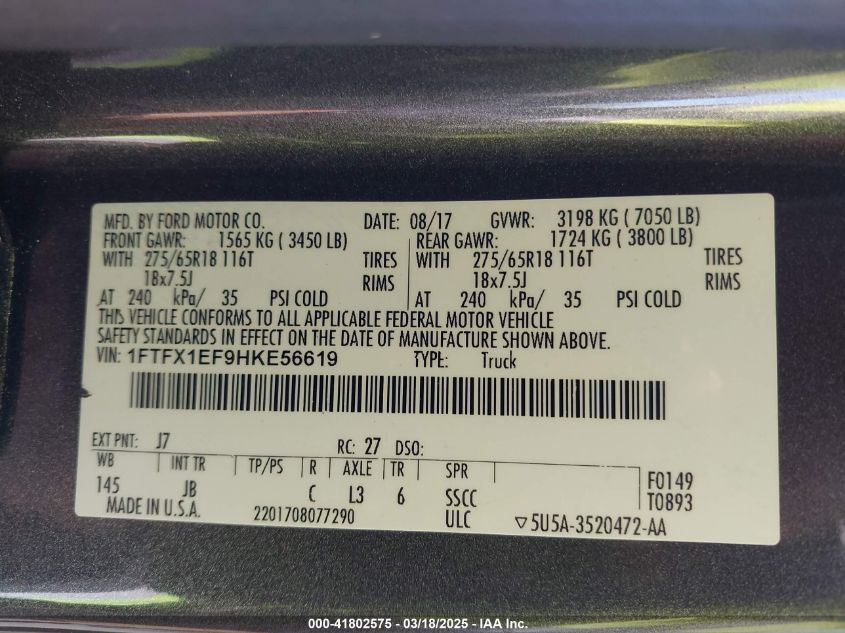 MFD. BY FORD MOTOR CO. DATE: 08/17 GVWR: 3198 KG ( 7050 LB)
FRONT GAWR: 1565 KG ( 3450 LB) REAR GAWR: 1724 KG ( 3800 LB)
WITH 275/65R18 116T TIRES WITH 275/65R18 116T TIRES
18x7.5J RIMS 18x7.5J RIMS
AT 240 kPa/ 35 PSI COLD AT 240 kPa/ 35 PSI COLD
THIS VEHICLE CONFORMS TO ALL APPLICABLE FEDERAL MOTOR VEHICLE
SAFETY STANDARDS IN EFFECT ON THE DATE OF MANUFACTURE SHOWN ABOVE.
VIN: 1FTFX1EF9HKE56619 TYPE: Truck
EXT PNT: J7 RC: 27 DSO:
WB INT TR TP/PS R AXLE TR SPR
145 JB C L3 6 SSCC F0149
MADE IN U.S.A. 2201708077290 ULC T0893
▽5U5A-3520472-AA
000-41802575 - 03/18/2025 - IAA Inc.